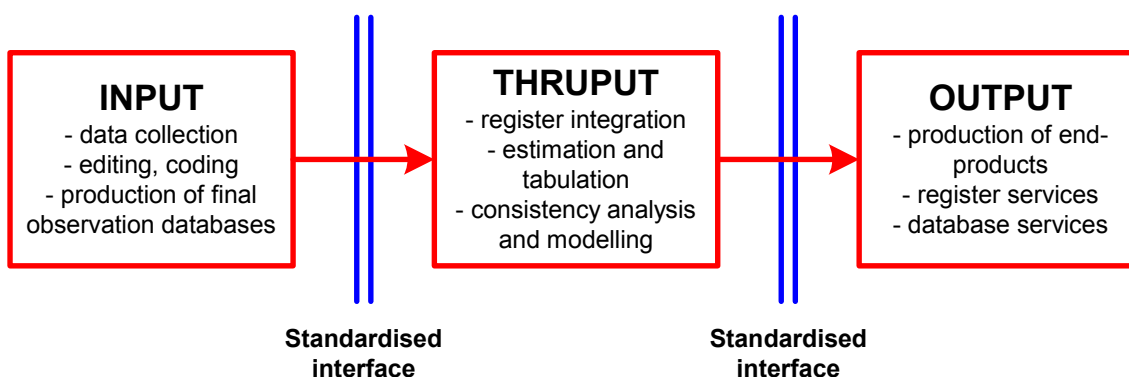 INPUT
- data collection
- editing, coding
- production of final
observation databases
THRUPUT
- register integration
- estimation and
tabulation
- consistency analysis
and modelling
OUTPUT
- production of end-
products
- register services
- database services
Standardised
interface
Standardised
interface